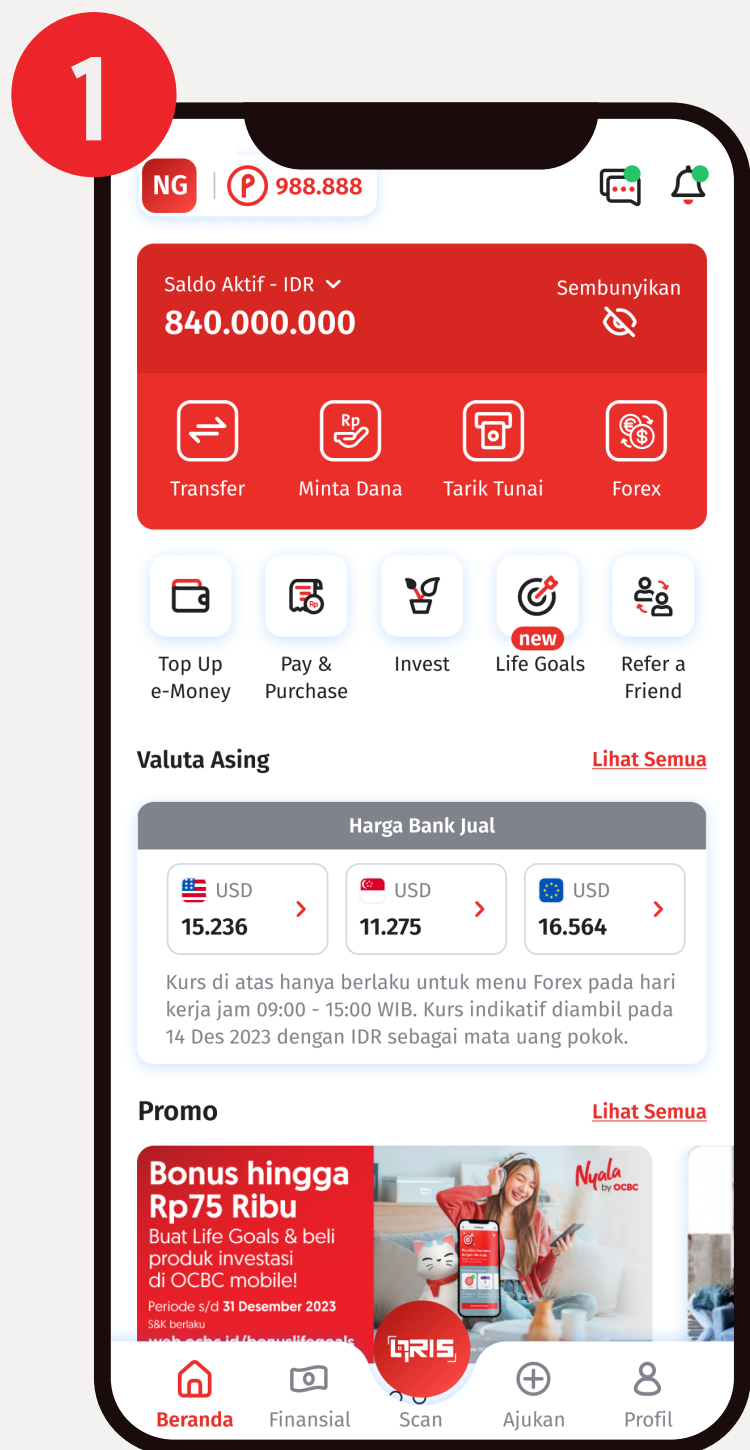 1
NG
988.888
Saldo Aktif - IDR
Sembunyikan
840.000.000
Rp
Transfer
Minta Dana
Tarik Tunai
Forex
new
Top Up
e-Money
Pay &
Purchase
Invest
Life Goals
Refer a
Friend
Valuta Asing
Lihat Semua
Harga Bank Jual
USD
15.236
USD
11.275
USD
16.564
Kurs di atas hanya berlaku untuk menu Forex pada hari
kerja jam 09:00 - 15:00 WIB. Kurs indikatif diambil pada
14 Des 2023 dengan IDR sebagai mata uang pokok.
Promo
Lihat Semua
Bonus hingga
Rp75 Ribu
Buat Life Goals & beli
produk investasi
di OCBC mobile!
Periode s/d 31 Desember 2023
S&K berlaku
web.ocbc.id/bonuslifegoals
Nyala
by OCBC
QRIS
Beranda
Finansial
Scan
Ajukan
Profil